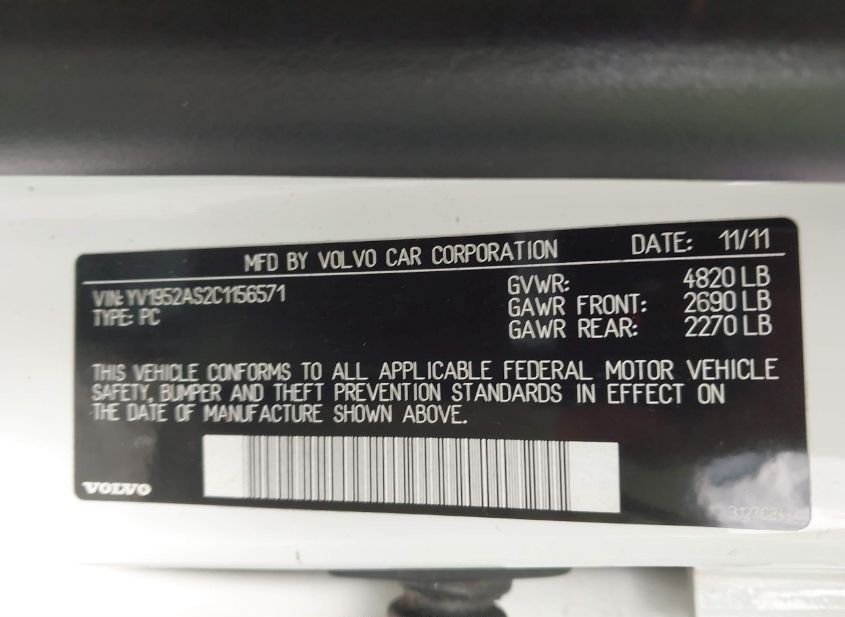 MFD BY VOLVO CAR CORPORATION DATE: 11/11
VIN: YV1952AS2C1156571 GVWR: 4820 LB
TYPE: PC GAWR FRONT: 2690 LB
GAWR REAR: 2270 LB
THIS VEHICLE CONFORMS TO ALL APPLICABLE FEDERAL MOTOR VEHICLE
SAFETY, BUMPER AND THEFT PREVENTION STANDARDS IN EFFECT ON
THE DATE OF MANUFACTURE SHOWN ABOVE.
VOLVO